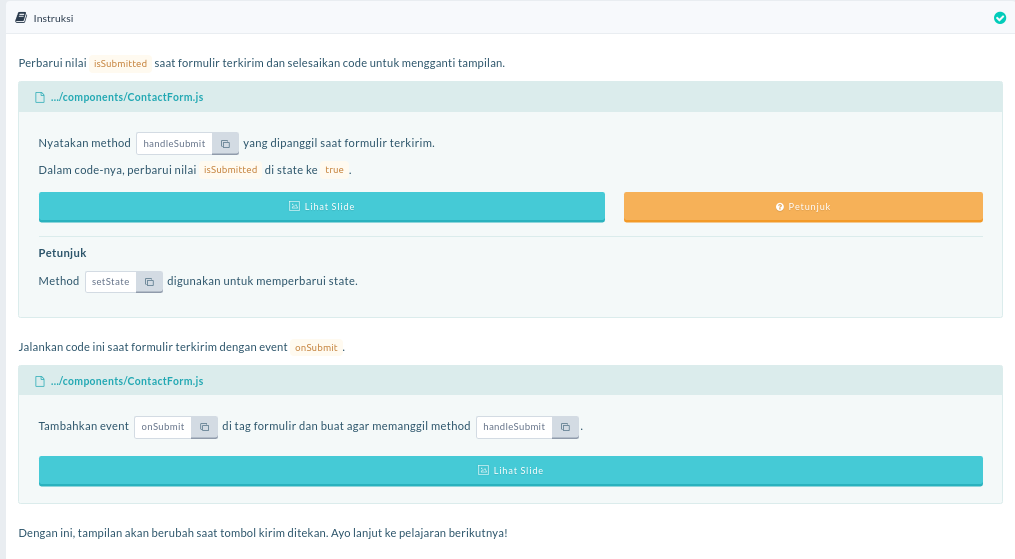 Instruksi
Perbarui nilai isSubmitted saat formulir terkirim dan selesaikan code untuk mengganti tampilan.
.../components/ContactForm.js
Nyatakan method handleSubmit yang dipanggil saat formulir terkirim.
Dalam code-nya, perbarui nilai isSubmitted di state ke true .
Lihat Slide
Petunjuk
Petunjuk
Method setState digunakan untuk memperbarui state.
Jalankan code ini saat formulir terkirim dengan event onSubmit .
.../components/ContactForm.js
Tambahkan event onSubmit di tag formulir dan buat agar memanggil method handleSubmit .
Lihat Slide
Dengan ini, tampilan akan berubah saat tombol kirim ditekan. Ayo lanjut ke pelajaran berikutnya!